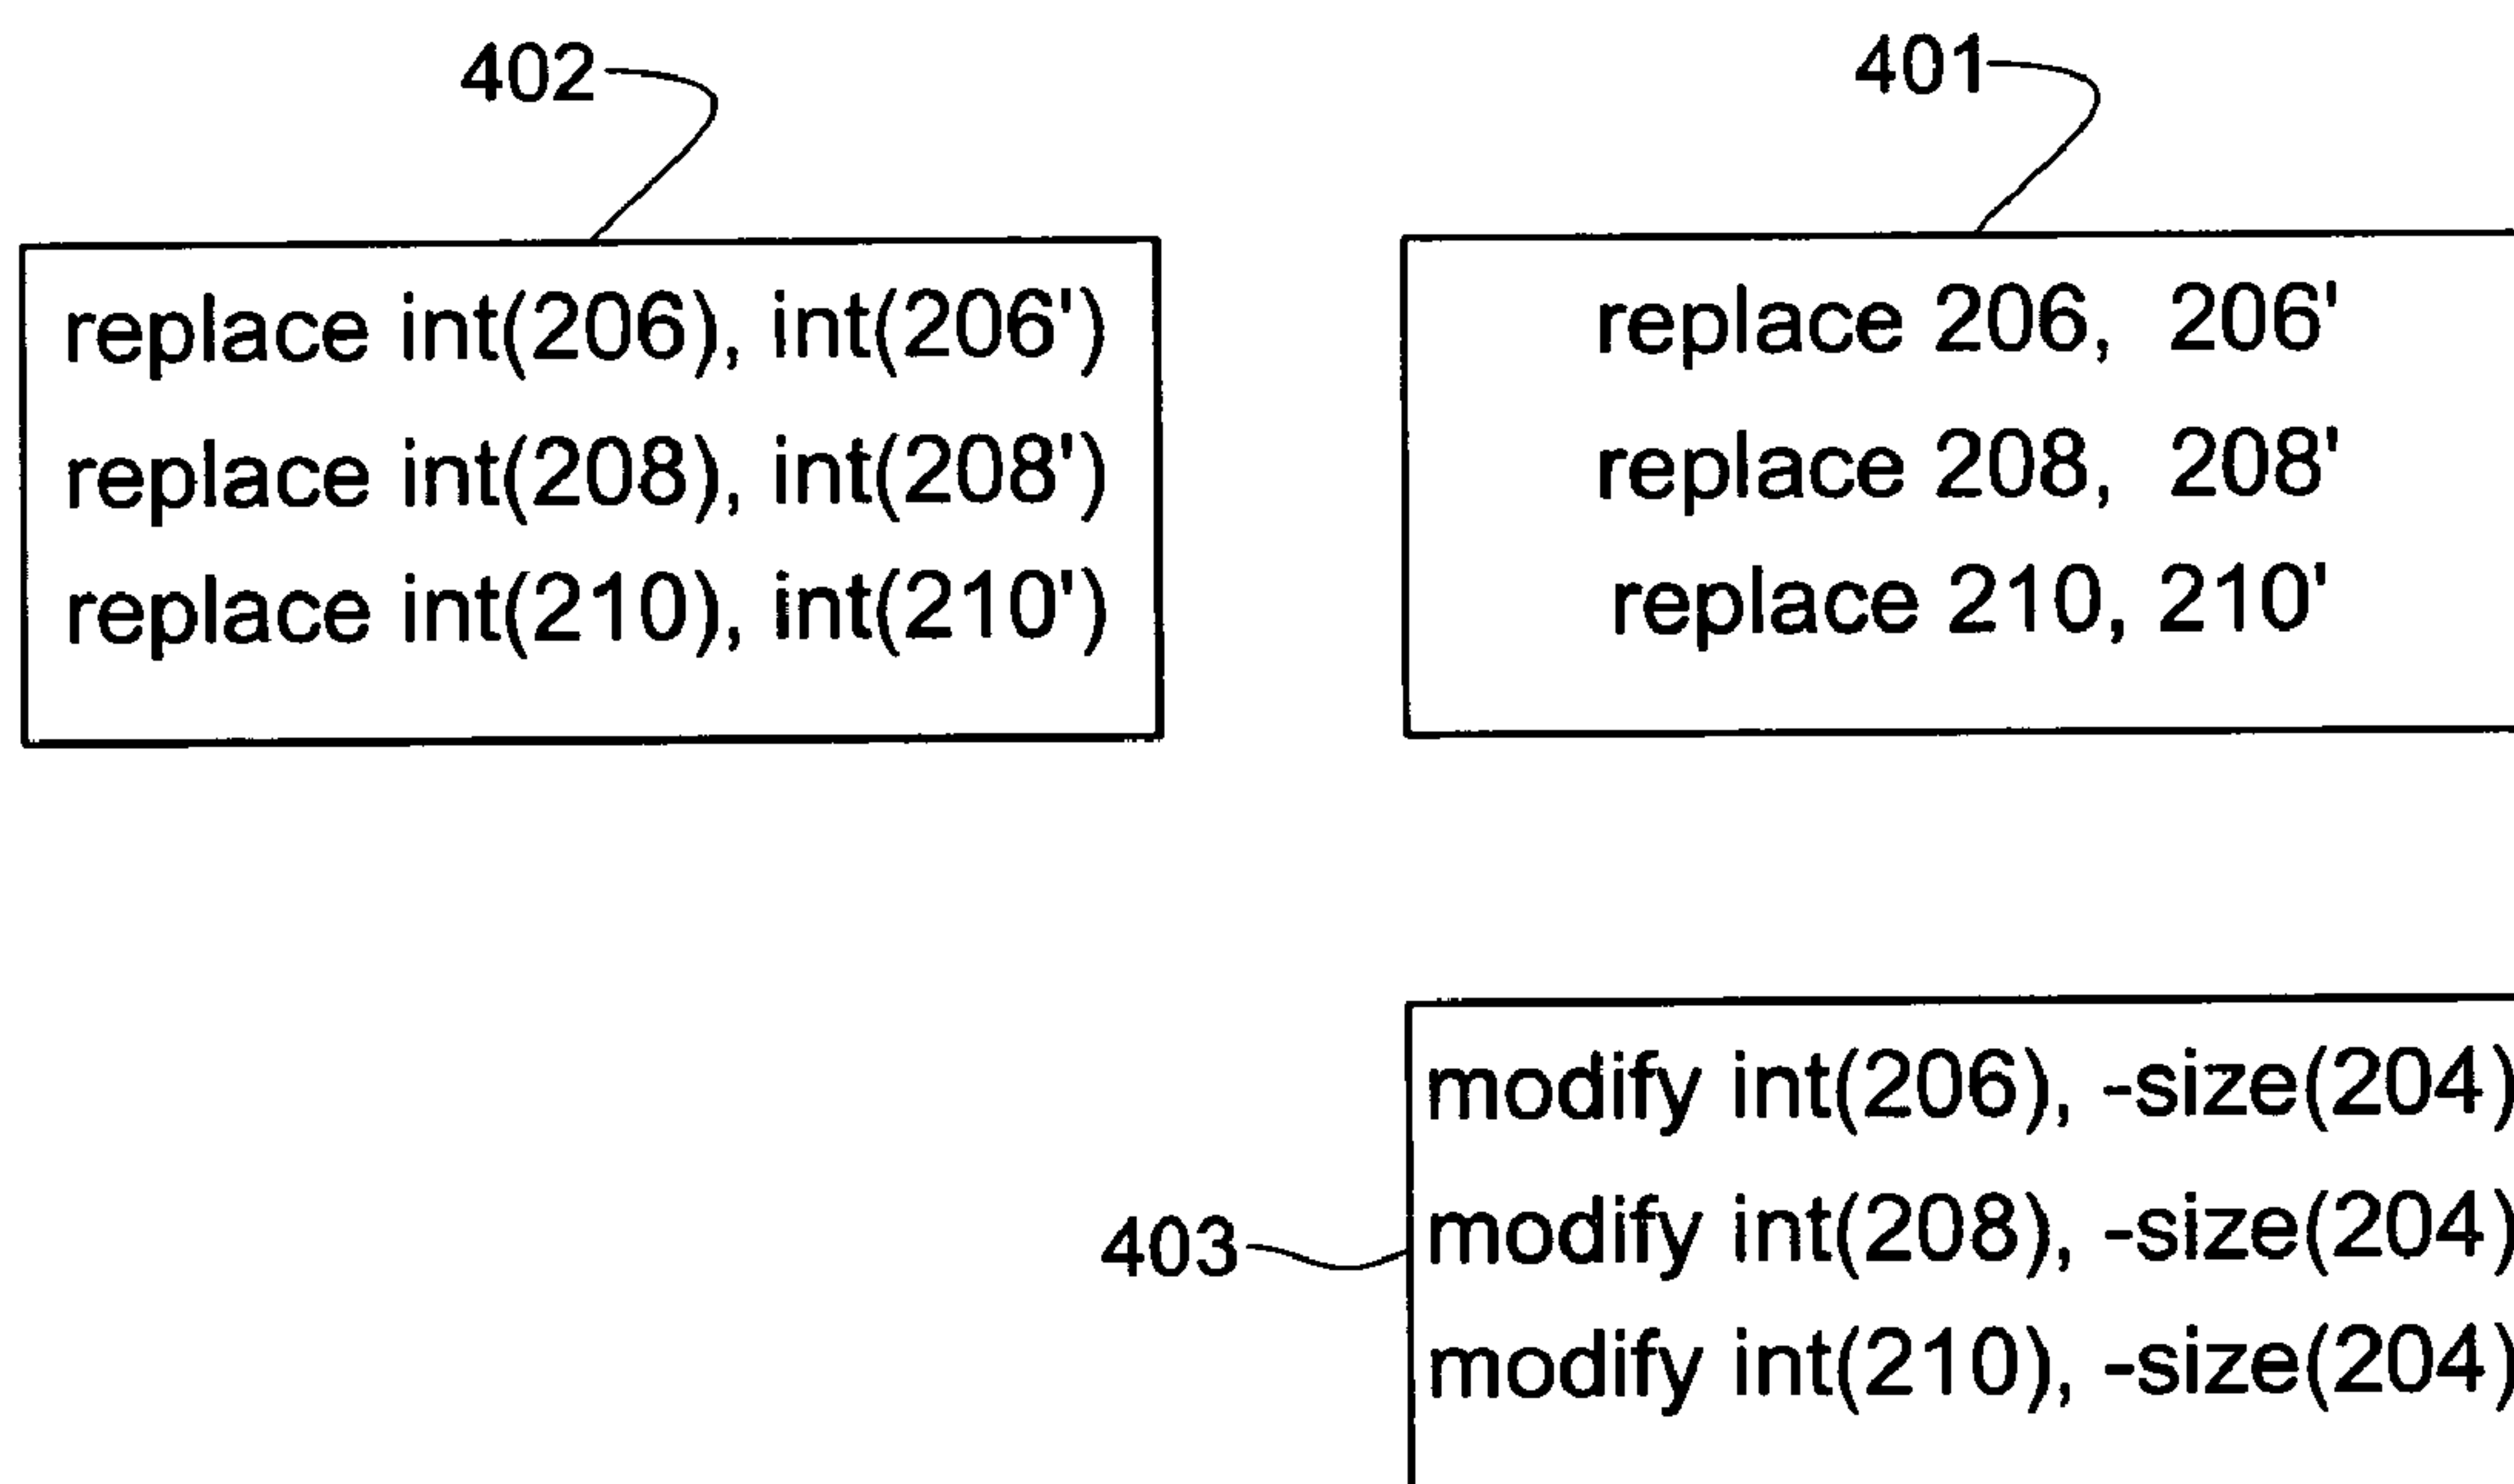 402
replace int(206), int(206')
replace int(208), int(208')
replace int(210), int(210')
401
replace 206, 206'
replace 208, 208'
replace 210, 210'
403
modify int(206), -size(204)
modify int(208), -size(204)
modify int(210), -size(204)